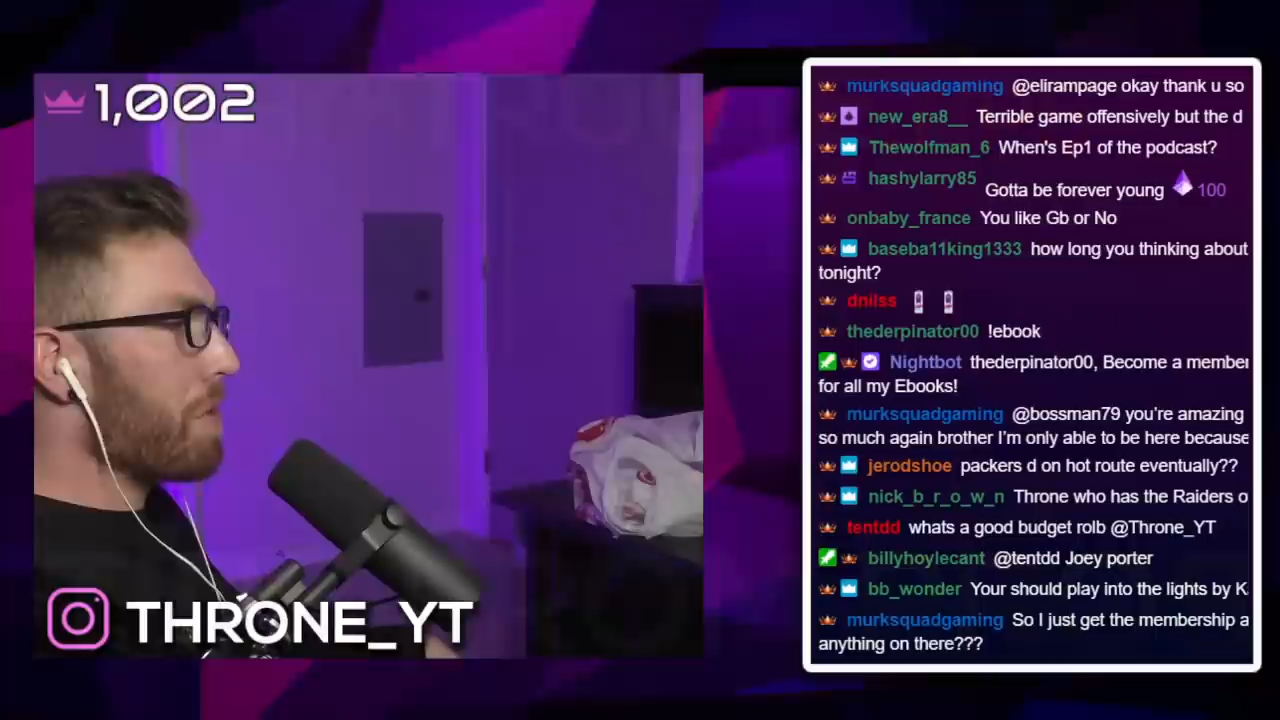 1,002
THRONE_YT
murksquadgaming @elirampage okay thank u so
new_era8__ Terrible game offensively but the d
Thewolfman_6 When's Ep1 of the podcast?
hashylarry85 Gotta be forever young 100
onbaby_france You like Gb or No
baseba11king1333 how long you thinking about
tonight?
dnilss
thederpinator00 !ebook
Nightbot thederpinator00, Become a member
for all my Ebooks!
murksquadgaming @bossman79 you're amazing
so much again brother I'm only able to be here because
jerodshoe packers d on hot route eventually??
nick_b_r_o_w_n Throne who has the Raiders o
tentdd whats a good budget rolb @Throne_YT
billyhoylecant @tentdd Joey porter
bb_wonder Your should play into the lights by K
murksquadgaming So I just get the membership a
anything on there???